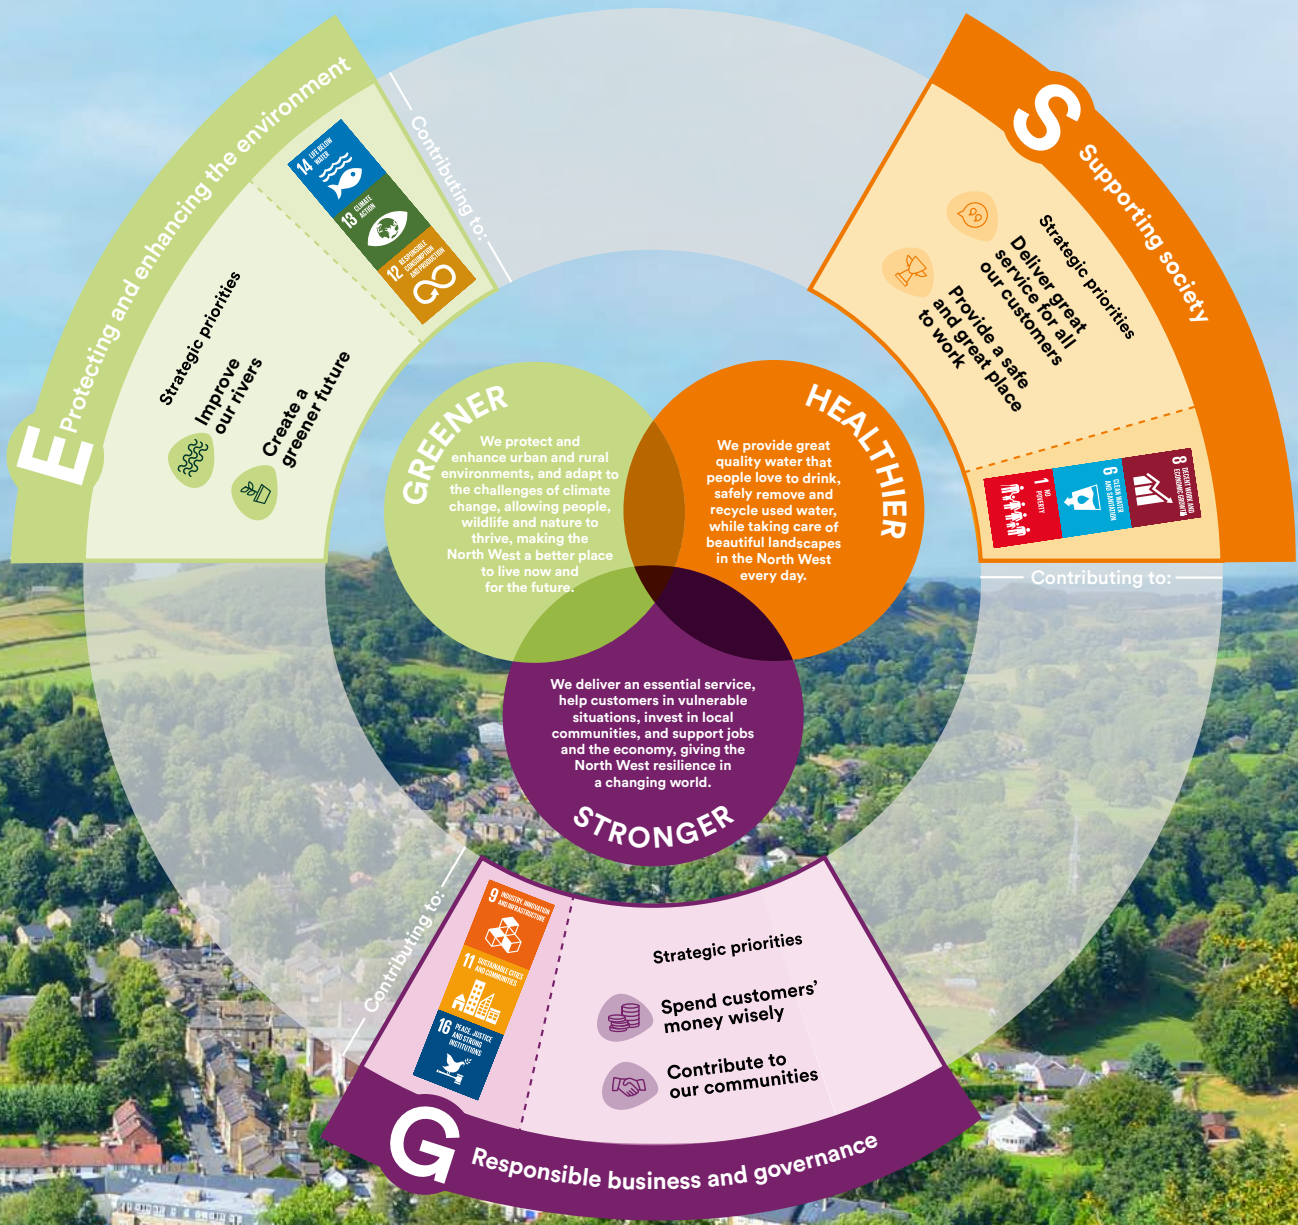 E
Protecting and enhancing the environment
Strategic priorities
Improve
our rivers
Create a
greener future
Contributing to:
14 LIFE BELOW
WATER
13 CLIMATE
ACTION
12 RESPONSIBLE
CONSUMPTION
AND PRODUCTION
S
Supporting society
Strategic priorities
Deliver great
service for all
our customers
Provide a safe
and great place
to work
Contributing to:
1 NO
POVERTY
6 CLEAN WATER
AND SANITATION
8 DECENT WORK AND
ECONOMIC GROWTH
GREENER
We protect and
enhance urban and rural
environments, and adapt to
the challenges of climate
change, allowing people,
wildlife and nature to
thrive, making the
North West a better place
to live now and
for the future.
HEALTHIER
We provide great
quality water that
people love to drink,
safely remove and
recycle used water,
while taking care of
beautiful landscapes
in the North West
every day.
We deliver an essential service,
help customers in vulnerable
situations, invest in local
communities, and support jobs
and the economy, giving the
North West resilience in
a changing world.
STRONGER
Contributing to:
9 INDUSTRY, INNOVATION
AND INFRASTRUCTURE
11 SUSTAINABLE CITIES
AND COMMUNITIES
16 PEACE, JUSTICE
AND STRONG
INSTITUTIONS
Strategic priorities
Spend customers'
money wisely
Contribute to
our communities
G
Responsible business and governance